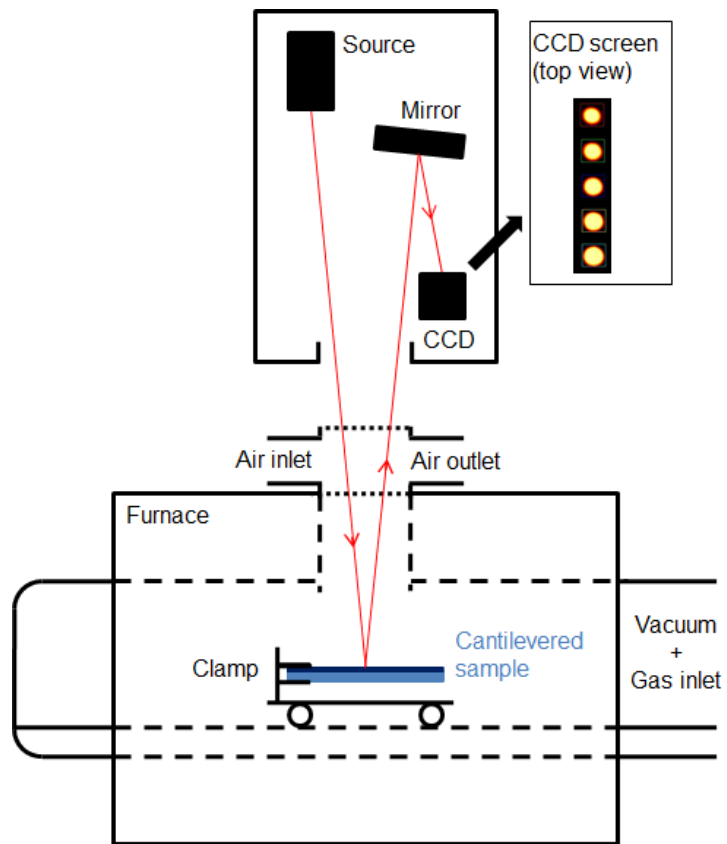 Source
CCD screen
(top view)
Mirror
CCD
Air inlet
Air outlet
Furnace
Clamp
Cantilevered
sample
Vacuum
+
Gas inlet